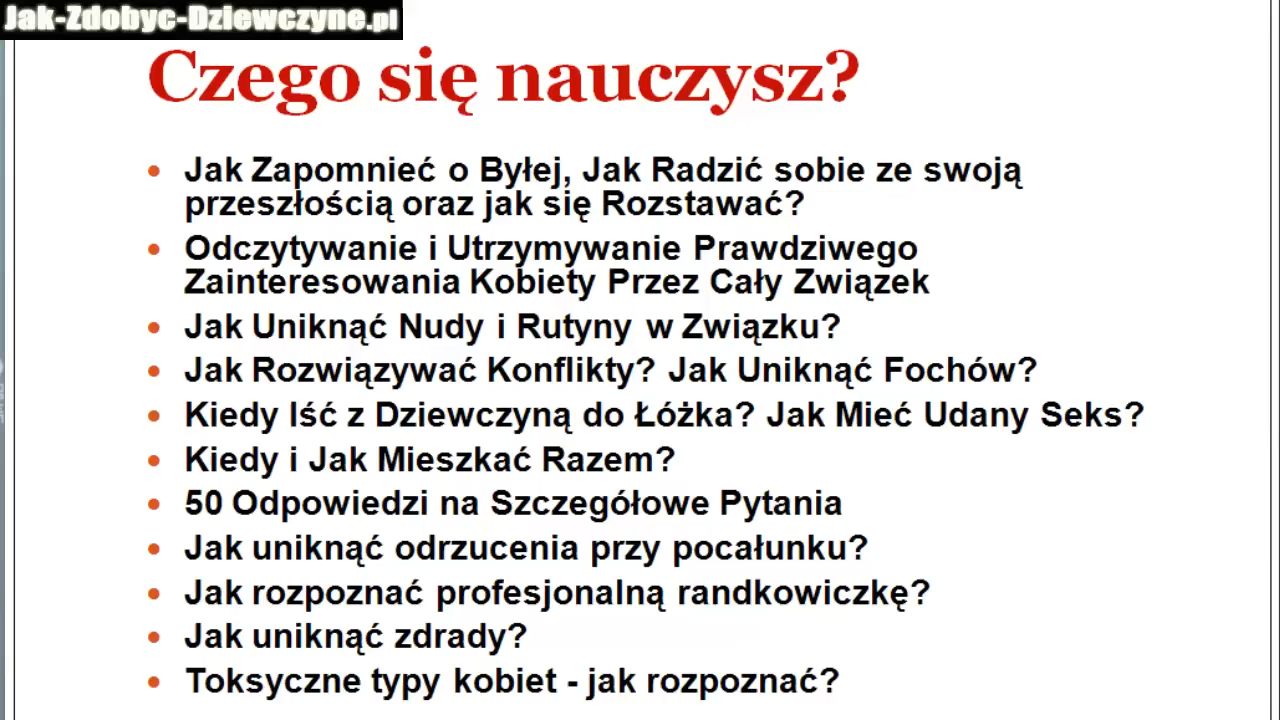 Jak-Zdobyc-Dziewczyne.pl
Czego się nauczysz?
Jak Zapomnieć o Byłej, Jak Radzić sobie ze swoją
przeszłością oraz jak się Rozstawać?
Odczytywanie i Utrzymywanie Prawdziwego
Zainteresowania Kobiety Przez Cały Związek
Jak Uniknąć Nudy i Rutyny w Związku?
Jak Rozwiązywać Konflikty? Jak Uniknąć Fochów?
Kiedy Iść z Dziewczyną do Łóżka? Jak Mieć Udany Seks?
Kiedy i Jak Mieszkać Razem?
50 Odpowiedzi na Szczegółowe Pytania
Jak uniknąć odrzucenia przy pocałunku?
Jak rozpoznać profesjonalną randkowiczkę?
Jak uniknąć zdrady?
Toksyczne typy kobiet - jak rozpoznać?